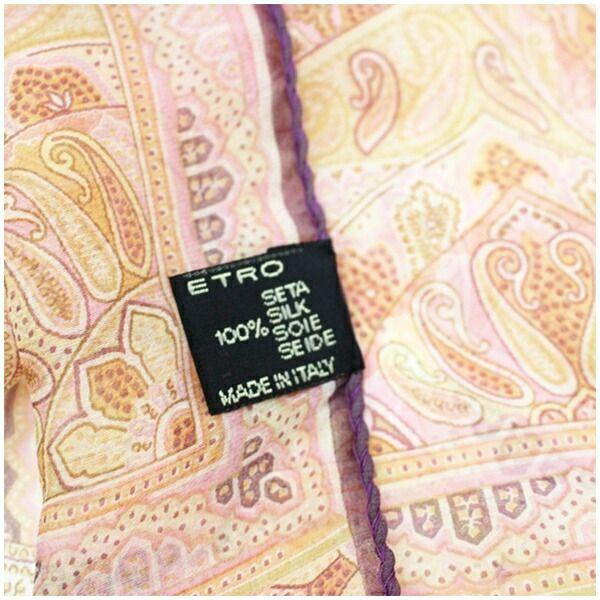 ETRO
SETA
100% SILK
SOIE
SEIDE
MADE IN ITALY